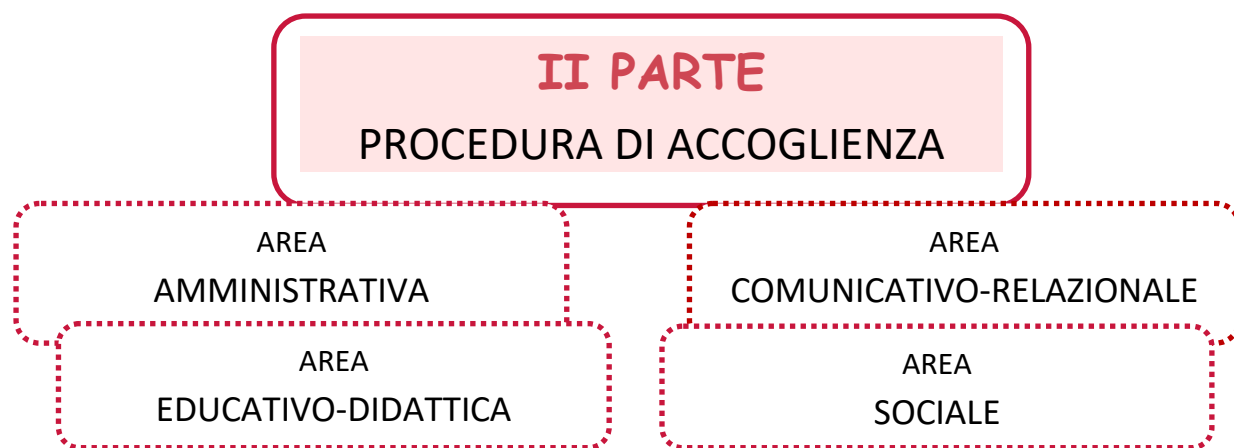 II PARTE
PROCEDURA DI ACCOGLIENZA
AREA
AMMINISTRATIVA
AREA
COMUNICATIVO-RELAZIONALE
AREA
EDUCATIVO-DIDATTICA
AREA
SOCIALE